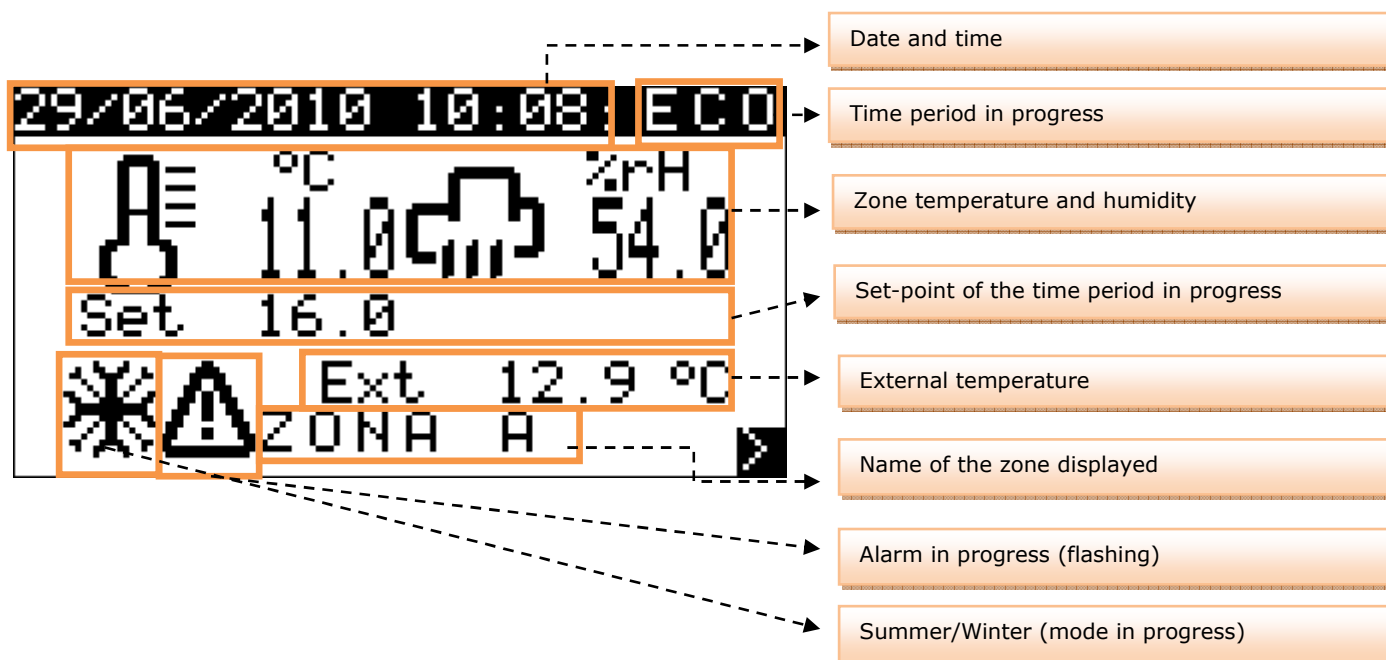 Date and time
29/06/2010 10:08: ECO
Time period in progress
°C %rH
Zone temperature and humidity
11.0 54.0
Set 16.0
Set-point of the time period in progress
Ext 12.9 °C
External temperature
ZONA A
>
Name of the zone displayed
Alarm in progress (flashing)
Summer/Winter (mode in progress)